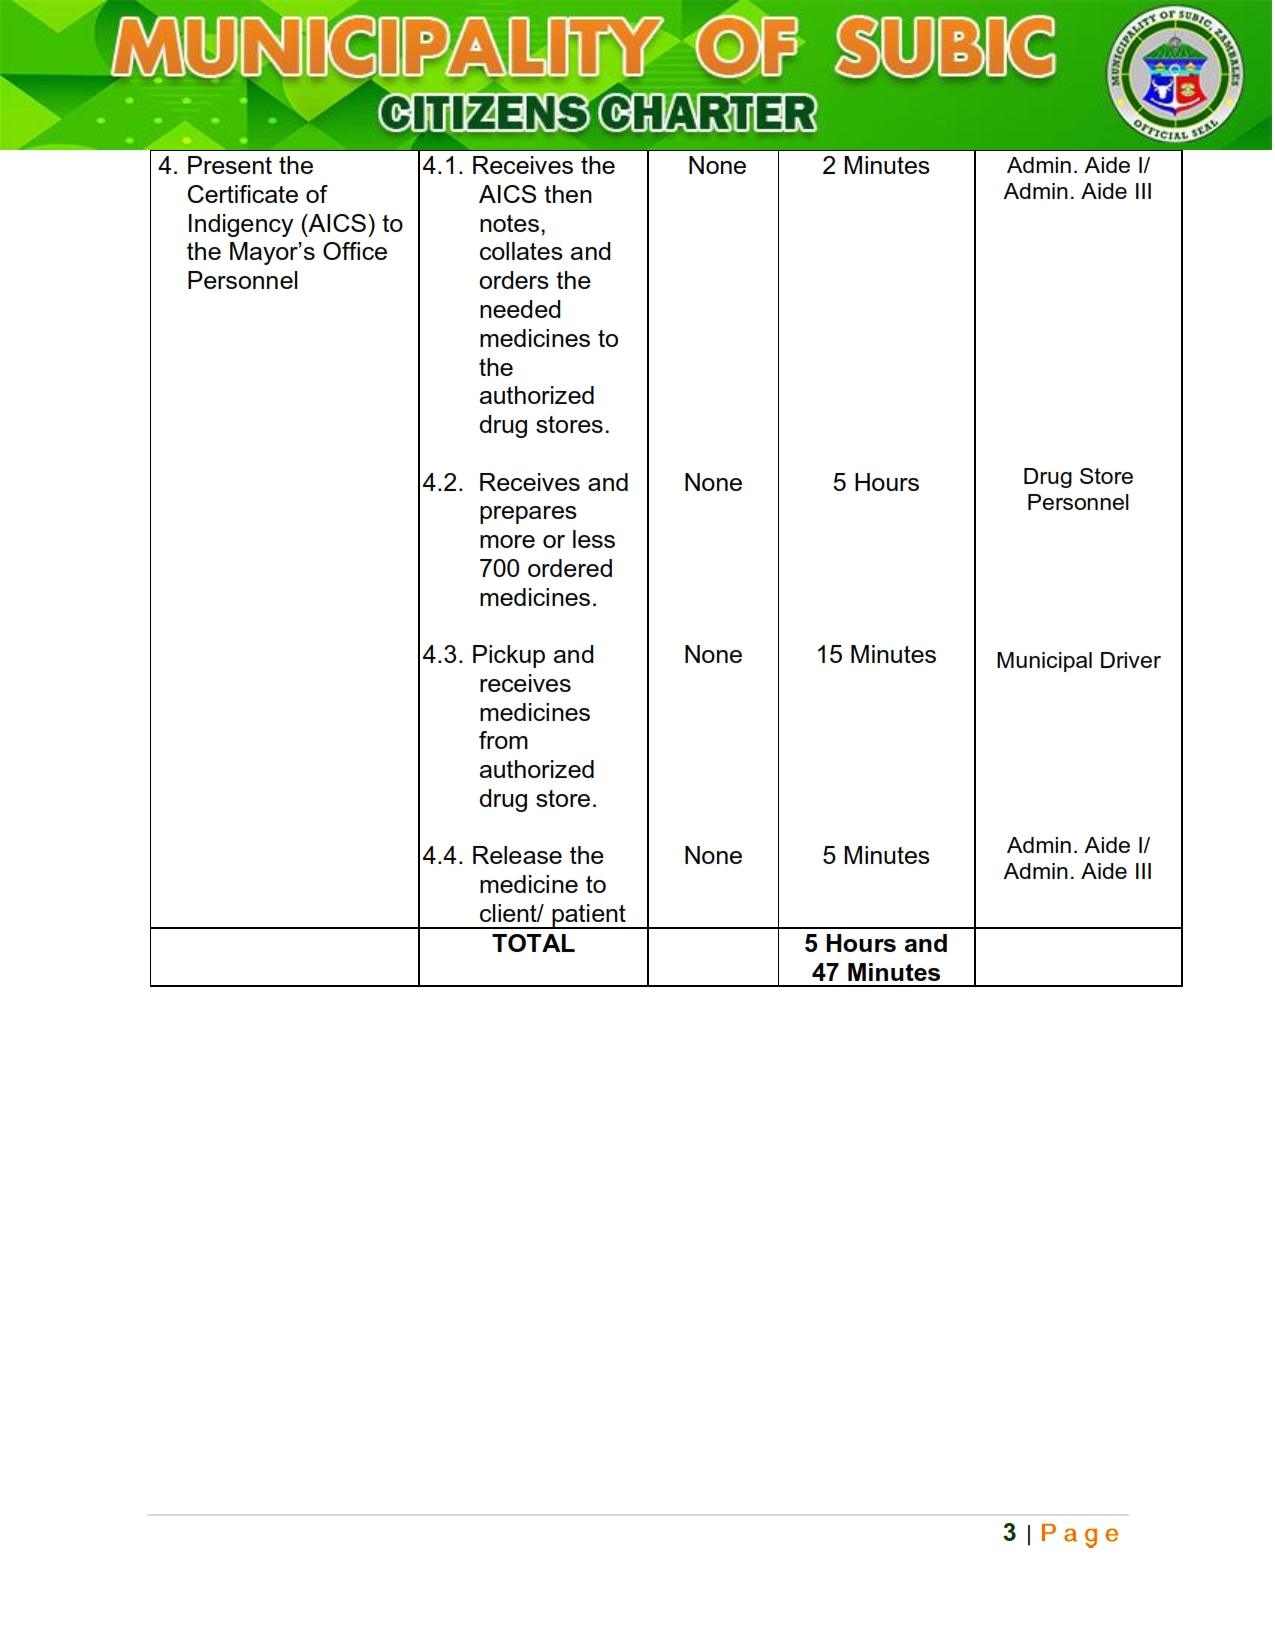 MUNICIPALITY OF SUBIC
CITIZENS CHARTER
MUNICIPALITY OF SUBIC, ZAMBALES
OFFICIAL SEAL
4. Present the
Certificate of
Indigency (AICS) to
the Mayor’s Office
Personnel
4.1. Receives the
AICS then
notes,
collates and
orders the
needed
medicines to
the
authorized
drug stores.
None
2 Minutes
Admin. Aide I/
Admin. Aide III
4.2. Receives and
prepares
more or less
700 ordered
medicines.
None
5 Hours
Drug Store
Personnel
4.3. Pickup and
receives
medicines
from
authorized
drug store.
None
15 Minutes
Municipal Driver
4.4. Release the
medicine to
client/ patient
None
5 Minutes
Admin. Aide I/
Admin. Aide III
TOTAL
5 Hours and
47 Minutes
3 | Page